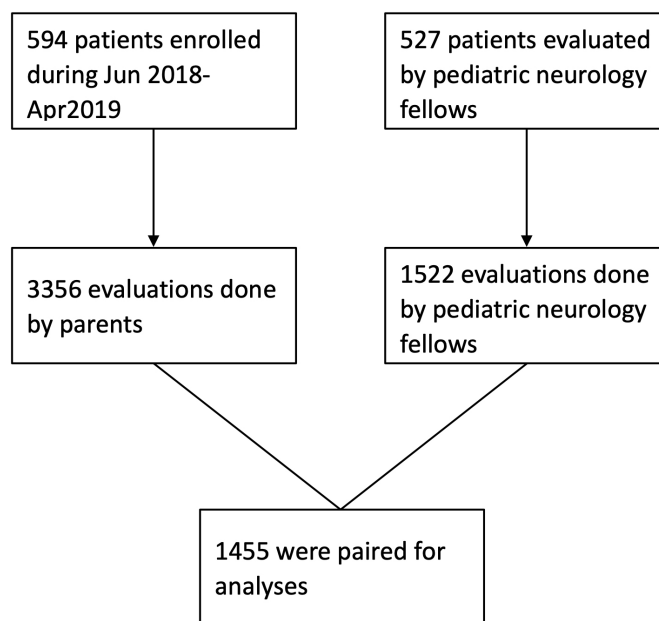 594 patients enrolled
during Jun 2018-
Apr2019
527 patients evaluated
by pediatric neurology
fellows
3356 evaluations done
by parents
1522 evaluations done
by pediatric neurology
fellows
1455 were paired for
analyses